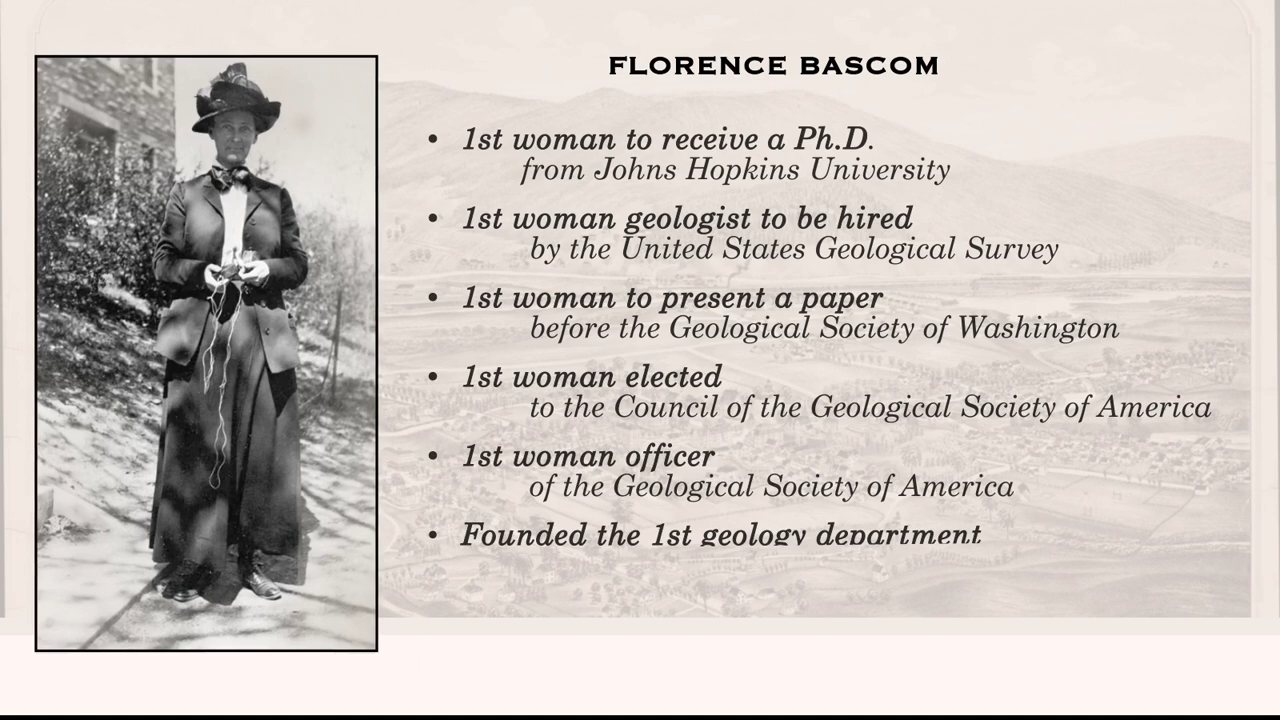 FLORENCE BASCOM
• 1st woman to receive a Ph.D.
from Johns Hopkins University
• 1st woman geologist to be hired
by the United States Geological Survey
• 1st woman to present a paper
before the Geological Society of Washington
• 1st woman elected
to the Council of the Geological Society of America
• 1st woman officer
of the Geological Society of America
• Founded the 1st geology department